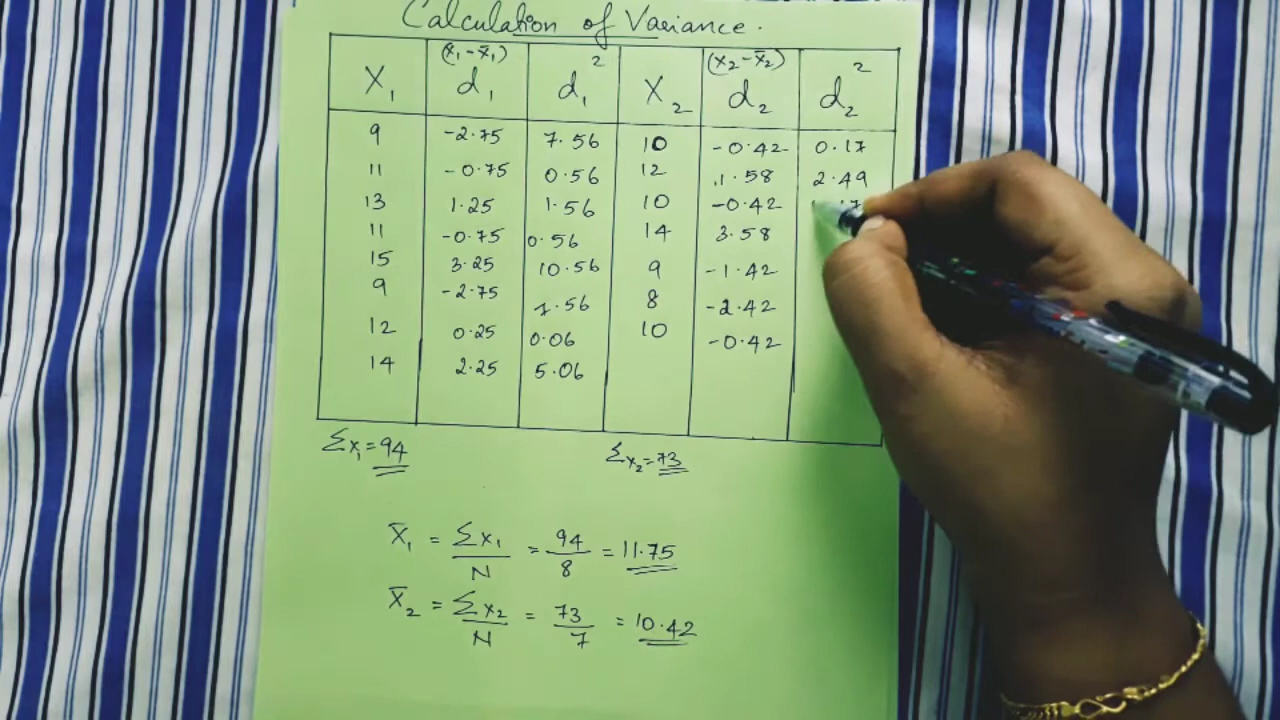 Calculation of Variance.
X₁ (x₁-x̄₁) d₁ d₁² X₂ (x₂-x̄₂) d₂ d₂²
9 -2.75 7.56 10 -0.42 0.17
11 -0.75 0.56 12 1.58 2.49
13 1.25 1.56 10 -0.42
11 -0.75 0.56 14 3.58
15 3.25 10.56 9 -1.42
9 -2.75 7.56 8 -2.42
12 0.25 0.06 10 -0.42
14 2.25 5.06
Σx₁=94 Σx₂=73
X̄₁ = Σx₁/N = 94/8 = 11.75
X̄₂ = Σx₂/N = 73/7 = 10.42